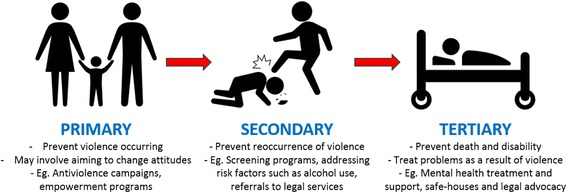 PRIMARY
- Prevent violence occurring
- May involve aiming to change attitudes
- Eg. Antiviolence campaigns,
empowerment programs
SECONDARY
- Prevent reoccurrence of violence
- Eg. Screening programs, addressing
risk factors such as alcohol use,
referrals to legal services
TERTIARY
- Prevent death and disability
- Treat problems as a result of violence
- Eg. Mental health treatment and
support, safe-houses and legal advocacy